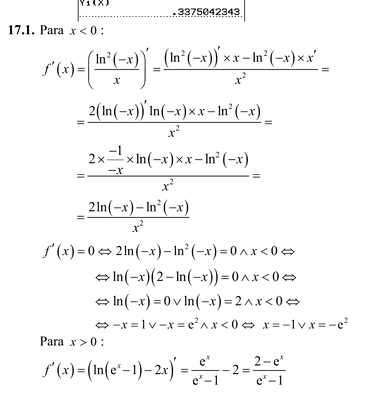 Y1(X)
.3375042343
17.1. Para x < 0 :
f′(x) = (ln²(−x)/x)′ = ((ln²(−x))′ × x − ln²(−x) × x′)/x² =
= (2(ln(−x))′ ln(−x) × x − ln²(−x))/x² =
= (2 × (−1)/(−x) × ln(−x) × x − ln²(−x))/x² =
= (2ln(−x) − ln²(−x))/x²
f′(x) = 0 ⇔ 2ln(−x) − ln²(−x) = 0 ∧ x < 0 ⇔
⇔ ln(−x)(2 − ln(−x)) = 0 ∧ x < 0 ⇔
⇔ ln(−x) = 0 ∨ ln(−x) = 2 ∧ x < 0 ⇔
⇔ −x = 1 ∨ −x = e² ∧ x < 0 ⇔ x = −1 ∨ x = −e²
Para x > 0 :
f′(x) = (ln(eˣ − 1) − 2x)′ = eˣ/(eˣ − 1) − 2 = (2 − eˣ)/(eˣ − 1)